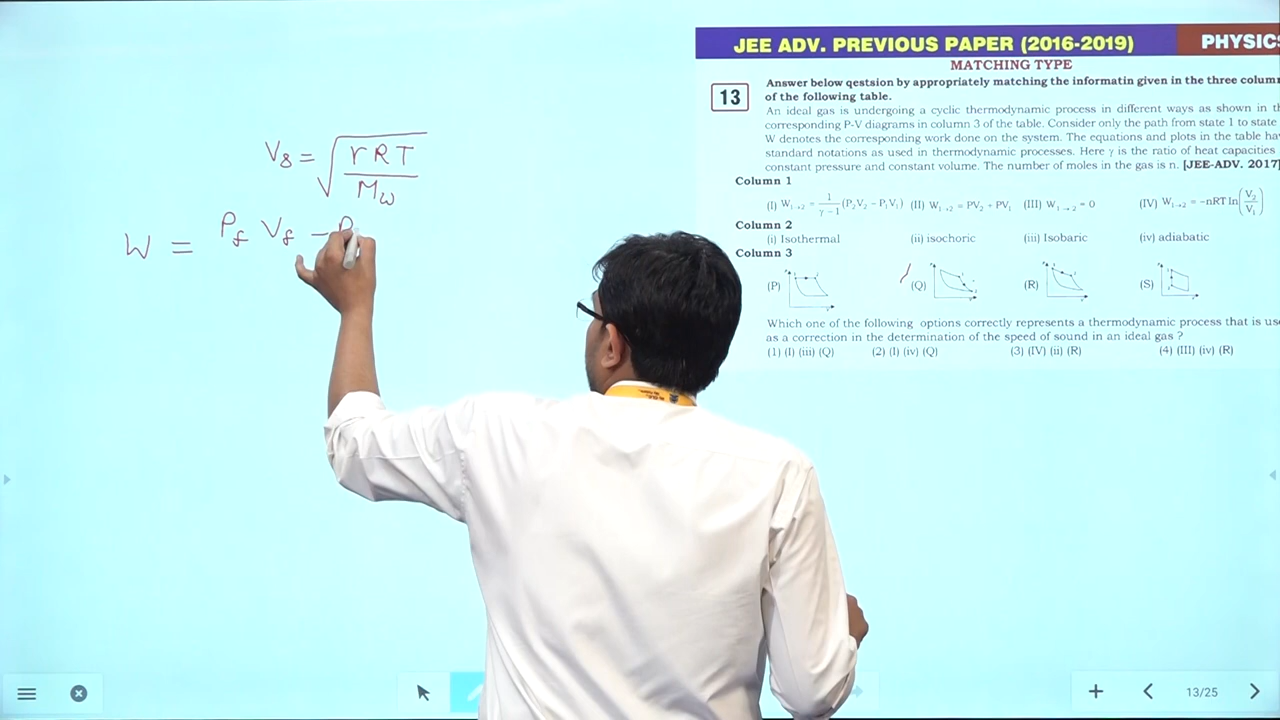 JEE ADV. PREVIOUS PAPER (2016-2019)
PHYSICS
MATCHING TYPE
13
Answer below qestsion by appropriately matching the informatin given in the three colum
of the following table.
An ideal gas is undergoing a cyclic thermodynamic process in different ways as shown in th
corresponding P-V diagrams in column 3 of the table. Consider only the path from state 1 to state
W denotes the corresponding work done on the system. The equations and plots in the table ha
standard notations as used in thermodynamic processes. Here γ is the ratio of heat capacities
constant pressure and constant volume. The number of moles in the gas is n. [JEE-ADV. 2017]
Column 1
(I) W₁→₂ = 1/(γ−1) (P₂V₂ − P₁V₁) (II) W₁→₂ = PV₂ + PV₁ (III) W₁→₂ = 0 (IV) W₁→₂ = −nRT ln(V₂/V₁)
Column 2
(i) Isothermal (ii) isochoric (iii) Isobaric (iv) adiabatic
Column 3
(P) (Q) (R) (S)
Which one of the following options correctly represents a thermodynamic process that is use
as a correction in the determination of the speed of sound in an ideal gas ?
(1) (I) (iii) (Q) (2) (I) (iv) (Q) (3) (IV) (ii) (R) (4) (III) (iv) (R)
V_s = √(γRT/M_w)
W = P_f V_f − P
13/25